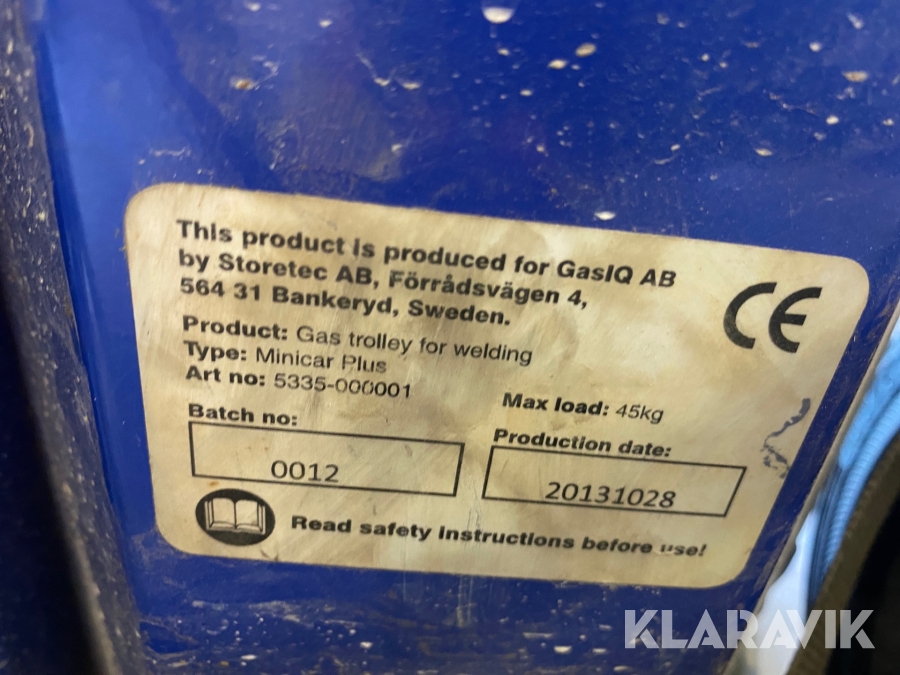 This product is produced for GasIQ AB
by Storetec AB, Förrådsvägen 4,
564 31 Bankeryd, Sweden.
CE
Product: Gas trolley for welding
Type: Minicar Plus
Art no: 5335-000001
Max load: 45kg
Batch no:
0012
Production date:
20131028
Read safety instructions before use!
KLARAVIK